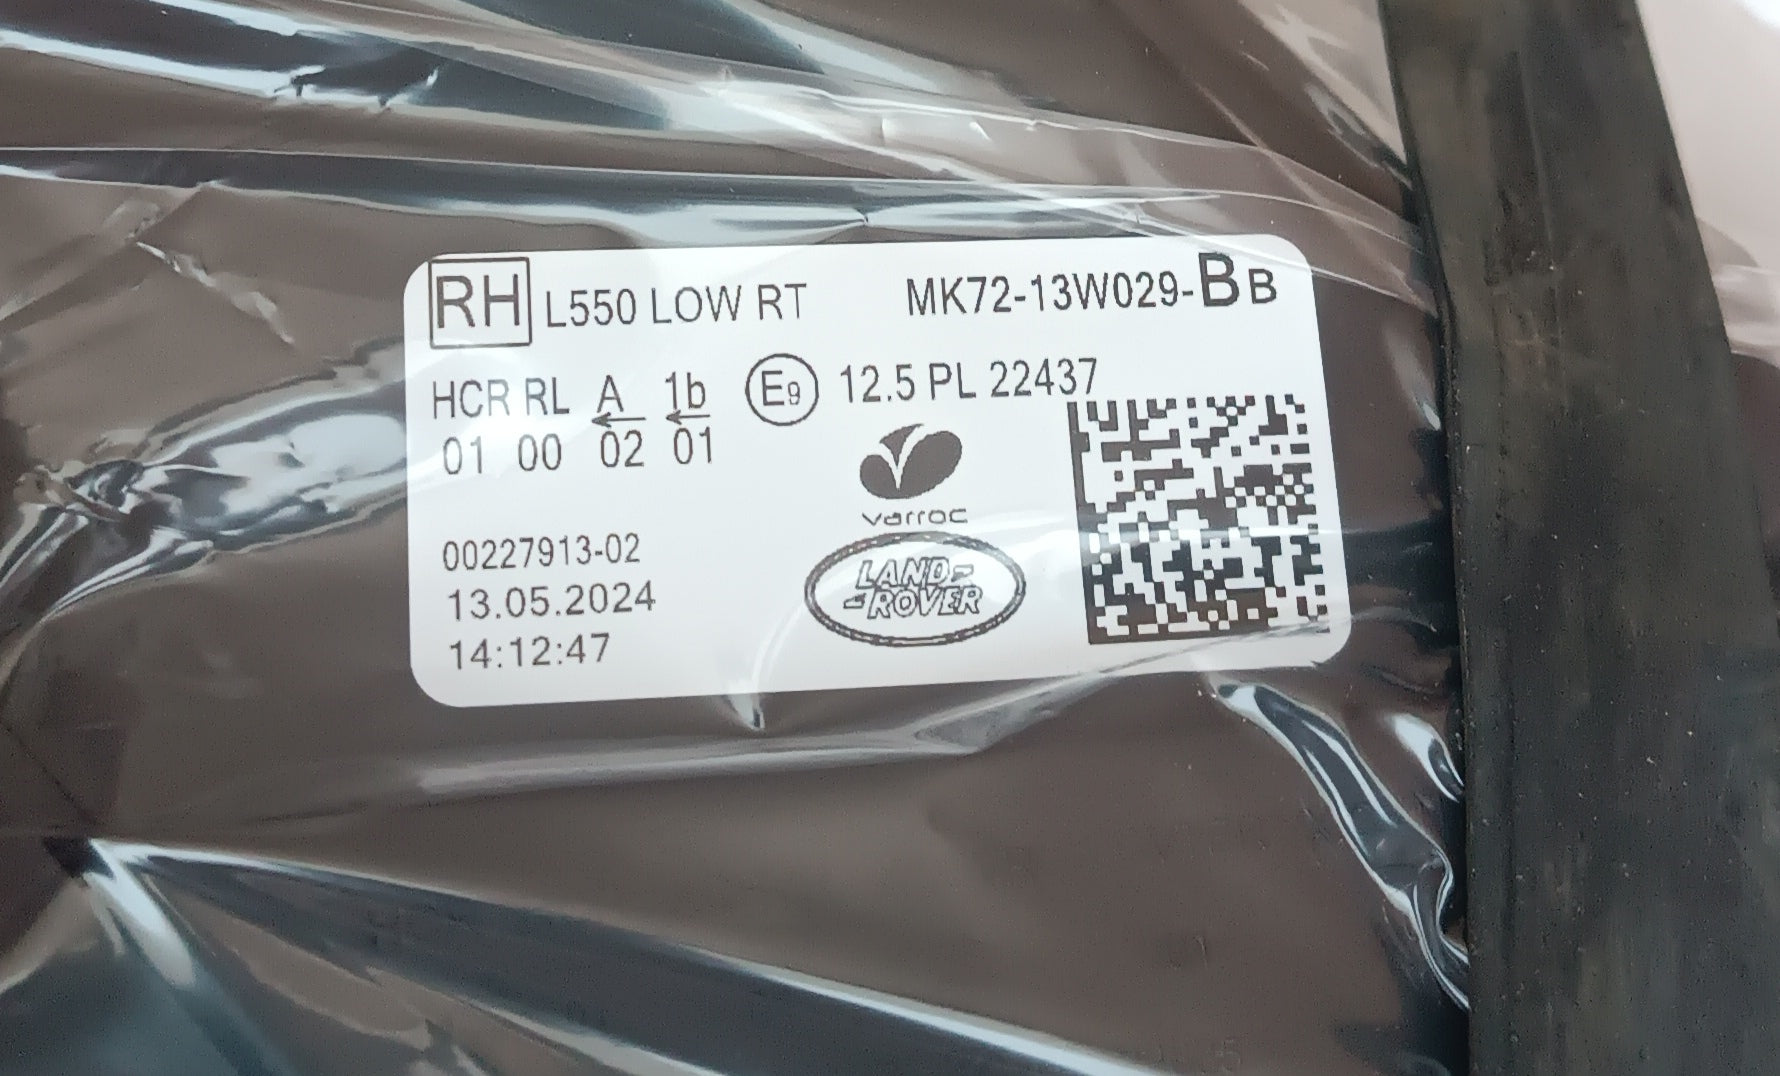 RH L550 LOW RT MK72-13W029-BB
HCR RL A 1b E9 12.5 PL 22437
01 00 02 01
varroc
00227913-02
LAND
ROVER
13.05.2024
14:12:47